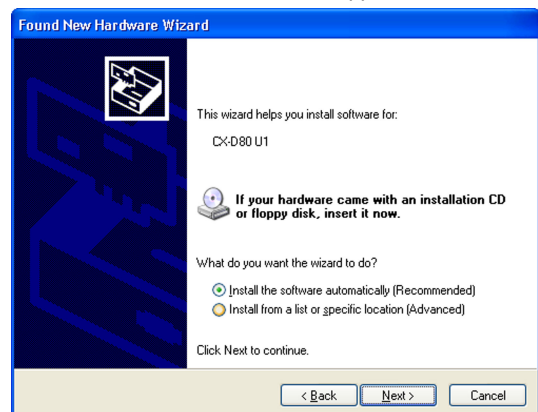 Found New Hardware Wizard
This wizard helps you install software for:
CX-D80 U1
If your hardware came with an installation CD
or floppy disk, insert it now.
What do you want the wizard to do?
Install the software automatically (Recommended)
Install from a list or specific location (Advanced)
Click Next to continue.
< Back
Next >
Cancel